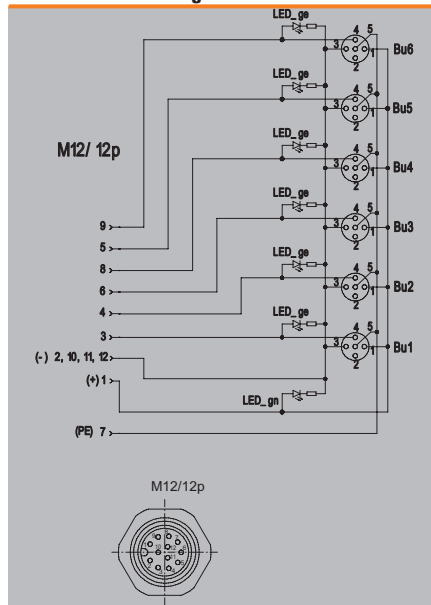 LED_ge
4 5
3 1 Bu6
2
LED_ge
4 5
3 1 Bu5
2
M12/ 12p
LED_ge
4 5
3 1 Bu4
2
LED_ge
9
4 5
3 1 Bu3
2
5
LED_ge
8
4 5
6
3 1 Bu2
2
4
LED_ge
3
4 5
3 1 Bu1
2
(-) 2, 10, 11, 12
(+) 1
LED_gn
(PE) 7
M12/12p